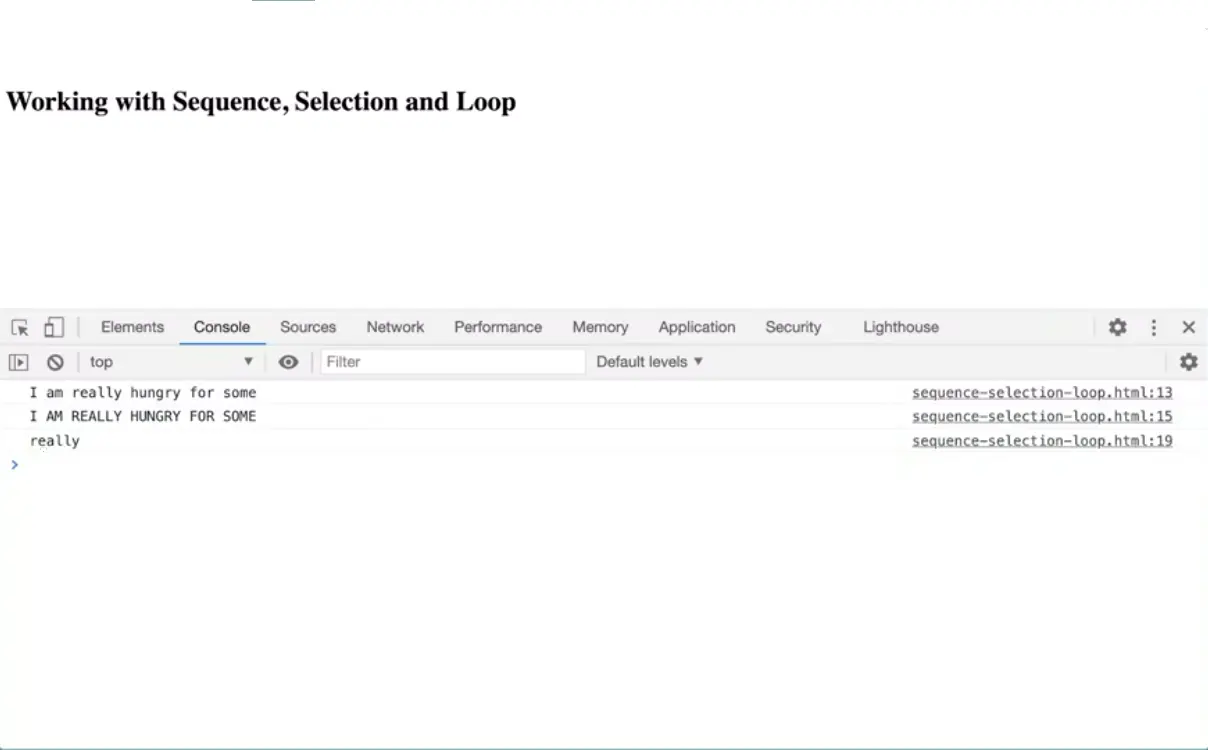 Working with Sequence, Selection and Loop
Elements Console Sources Network Performance Memory Application Security Lighthouse
top Filter Default levels
I am really hungry for some sequence-selection-loop.html:13
I AM REALLY HUNGRY FOR SOME sequence-selection-loop.html:15
really sequence-selection-loop.html:19